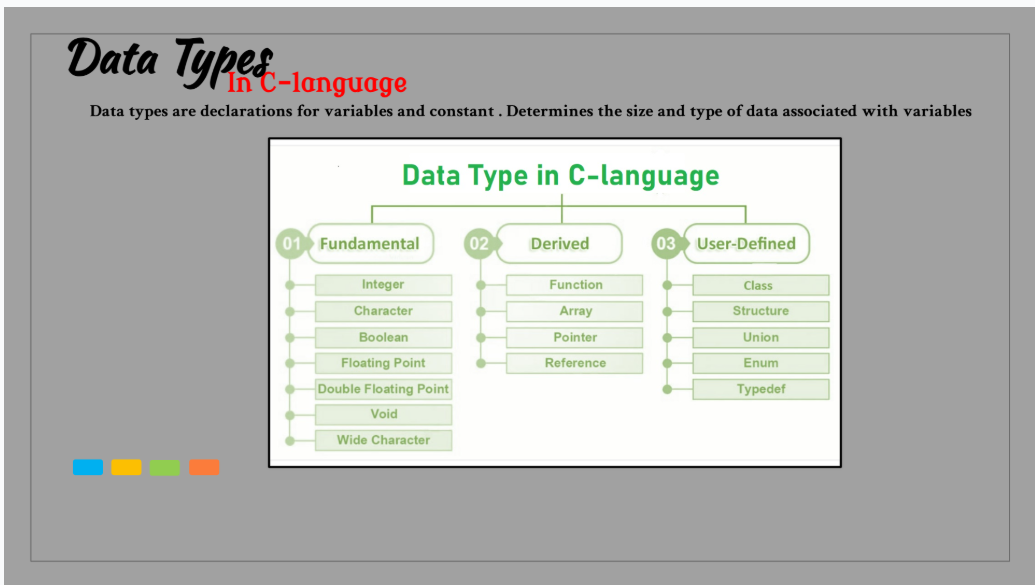 Data Types
In C-language
Data types are declarations for variables and constant . Determines the size and type of data associated with variables
Data Type in C-language
01 Fundamental
Integer
Character
Boolean
Floating Point
Double Floating Point
Void
Wide Character
02 Derived
Function
Array
Pointer
Reference
03 User-Defined
Class
Structure
Union
Enum
Typedef